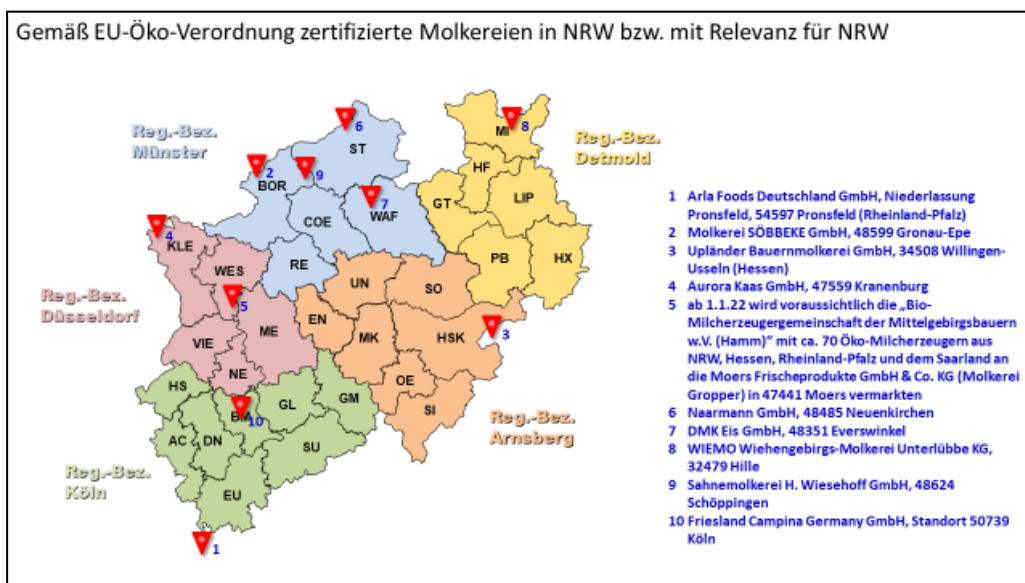 Gemäß EU-Öko-Verordnung zertifizierte Molkereien in NRW bzw. mit Relevanz für NRW
6
8
Reg.-Bez.
Münster
ST
MI
Reg.-Bez.
Detmold
2
9
HF
BOR
7
GT
LIP
COE
WAF
4
KLE
RE
PB
HX
WES
UN
SO
Reg.-Bez.
Düsseldorf
5
EN
3
ME
MK
HSK
VIE
NE
OE
HS
BM
GL
GM
10
SI
Reg.-Bez.
Arnsberg
AC
DN
SU
Reg.-Bez.
Köln
EU
1
1 Arla Foods Deutschland GmbH, Niederlassung
Pronsfeld, 54597 Pronsfeld (Rheinland-Pfalz)
2 Molkerei SÖBBEKE GmbH, 48599 Gronau-Epe
3 Upländer Bauernmolkerei GmbH, 34508 Willingen-
Usseln (Hessen)
4 Aurora Kaas GmbH, 47559 Kranenburg
5 ab 1.1.22 wird voraussichtlich die „Bio-
Milcherzeugergemeinschaft der Mittelgebirgsbauern
w.V. (Hamm)" mit ca. 70 Öko-Milcherzeugern aus
NRW, Hessen, Rheinland-Pfalz und dem Saarland an
die Moers Frischeprodukte GmbH & Co. KG (Molkerei
Gropper) in 47441 Moers vermarkten
6 Naarmann GmbH, 48485 Neuenkirchen
7 DMK Eis GmbH, 48351 Everswinkel
8 WIEMO Wiehengebirgs-Molkerei Unterlübbe KG,
32479 Hille
9 Sahnemolkerei H. Wiesehoff GmbH, 48624
Schöppingen
10 Friesland Campina Germany GmbH, Standort 50739
Köln